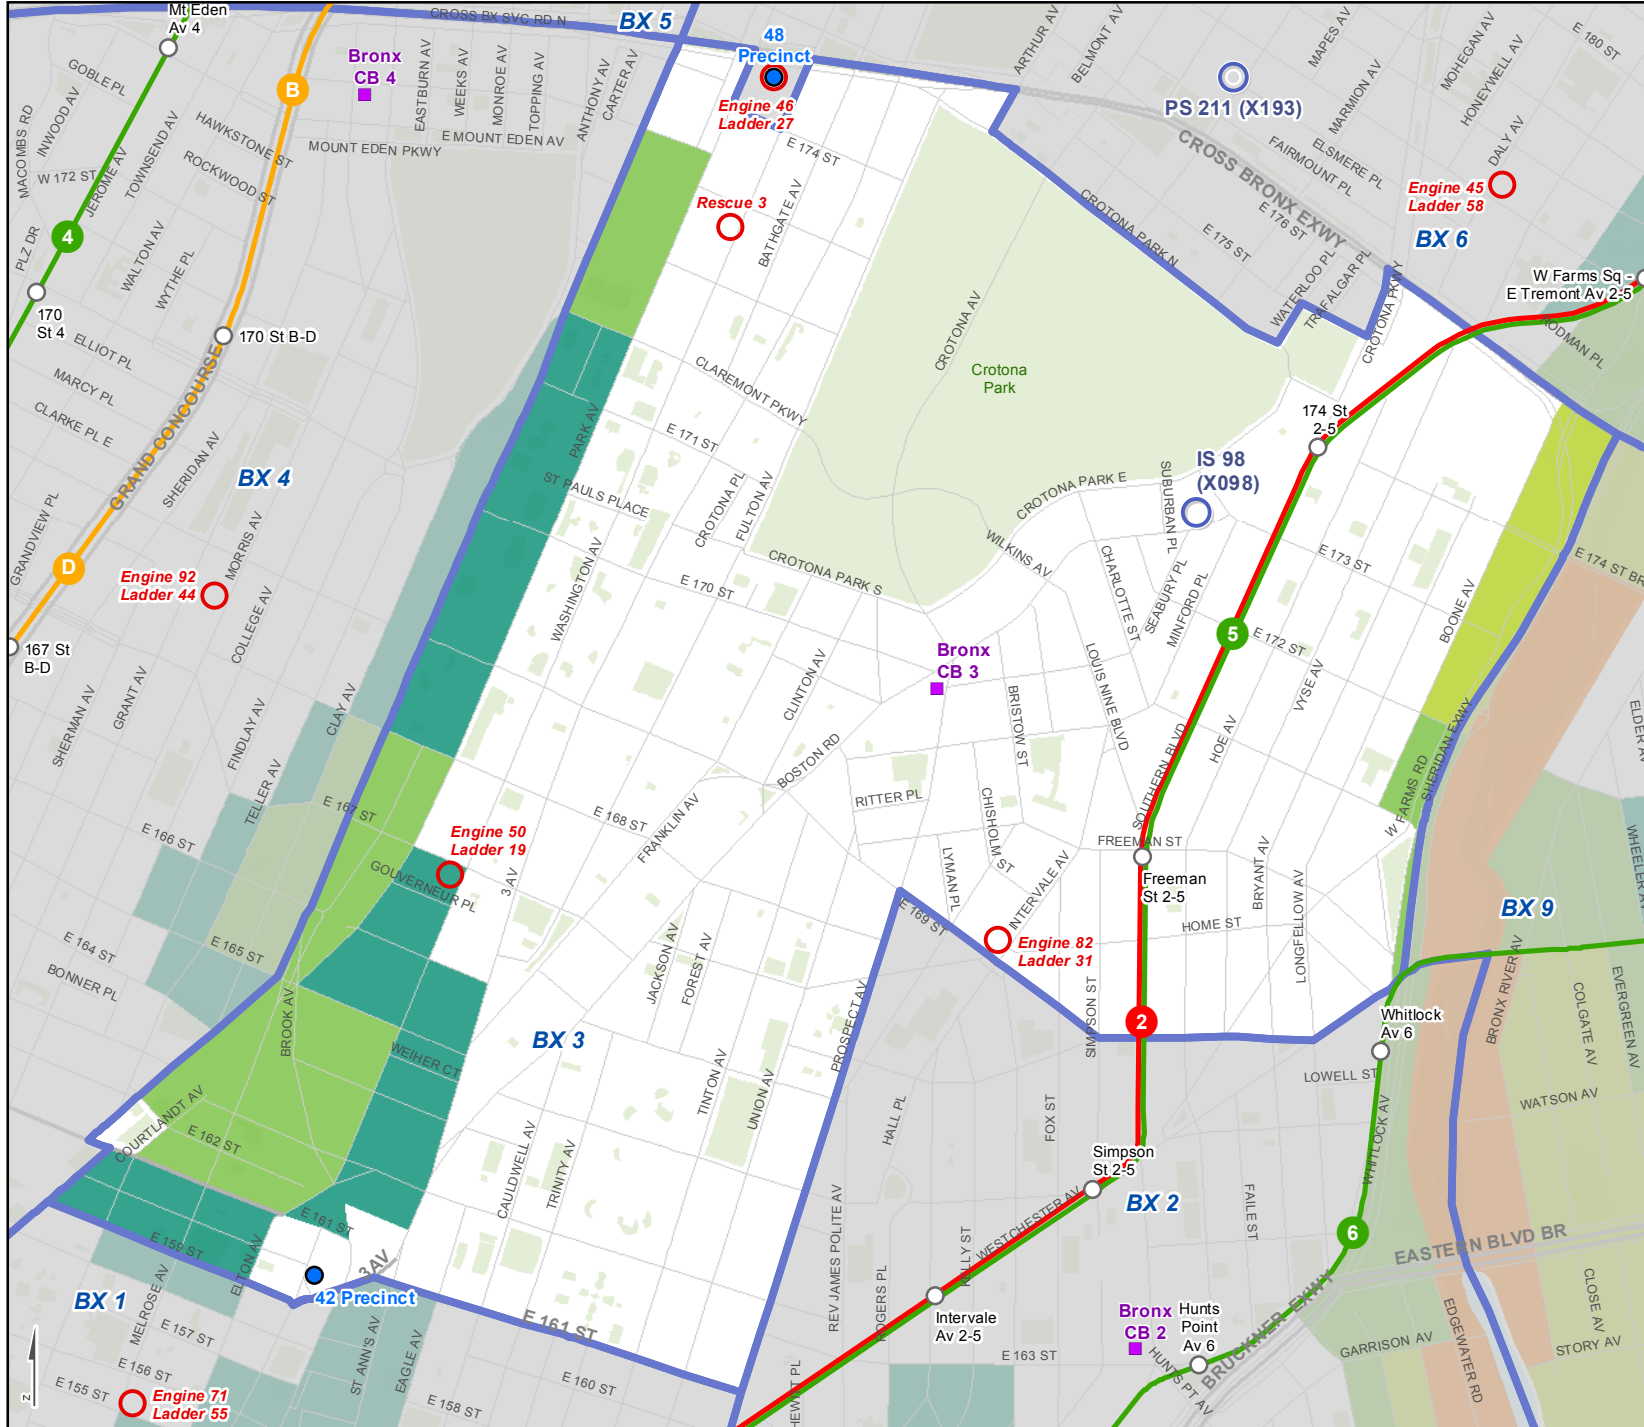 Mt Eden
Av 4
CROSS BX SVC RD N
BX 5
48
Precinct
Engine 46
Ladder 27
Bronx
CB 4
B
GOBLE PL
INWOOD AV
MACOMBS RD
W 172 ST
JEROME AV
TOWNSEND AV
HAWKSTONE ST
ROCKWOOD ST
MOUNT EDEN PKWY
E MOUNT EDEN AV
EASTBURN AV
WEEKS AV
MONROE AV
TOPPING AV
ANTHONY AV
CARTER AV
ARTHUR AV
BELMONT AV
MAPES AV
MOHEGAN AV
HONEYWELL AV
E 180 ST
PS 211 (X193)
MARMION AV
ELSMERE PL
FAIRMOUNT PL
DALY AV
CROSS BRONX EXWY
Engine 45
Ladder 58
BX 6
E 174 ST
Rescue 3
BATHGATE AV
CROTONA PARK N
E 175 ST
E 176 ST
WATERLOO PL
TRAFALGAR PL
CROTONA PKWY
W Farms Sq -
E Tremont Av 2-5
RODMAN PL
4
PLZ DR
WALTON AV
WYTHE PL
170
St 4
170 St B-D
ELLIOT PL
MARCY PL
CLARKE PL E
GRAND CONCOURSE
SHERIDAN AV
BX 4
GRANDVIEW PL
D
Engine 92
Ladder 44
MORRIS AV
COLLEGE AV
167 St
B-D
SHERMAN AV
GRANT AV
FINDLAY AV
CLAY AV
TELLER AV
CROTONA AV
Crotona
Park
CLAREMONT PKWY
PARK AV
E 171 ST
ST PAULS PLACE
CROTONA PL
FULTON AV
WASHINGTON AV
CROTONA PARK S
E 170 ST
CROTONA PARK E
SUBURBAN PL
IS 98
(X098)
174 St
2-5
WILKINS AV
CHARLOTTE ST
SEABURY PL
MINFORD PL
5
E 173 ST
E 172 ST
E 174 ST BR
BOONE AV
VYSE AV
HOE AV
Bronx
CB 3
CLINTON AV
BOSTON RD
BRISTOW ST
LOUIS NINE BLVD
SOUTHERN BLVD
RITTER PL
CHISHOLM ST
LYMAN PL
INTERVALE AV
FREEMAN ST
W FARMS RD
SHERIDAN EXWY
ELDER AV
WHEELER AV
E 166 ST
E 167 ST
E 168 ST
FRANKLIN AV
Engine 50
Ladder 19
GOUVERNEUR PL
3 AV
E 165 ST
E 164 ST
BONNER PL
BROOK AV
WEIHER CT
BX 3
JACKSON AV
FOREST AV
PROSPECT AV
E 169 ST
Engine 82
Ladder 31
Freeman
St 2-5
HOME ST
BRYANT AV
LONGFELLOW AV
BX 9
BRONX RIVER AV
COLGATE AV
EVERGREEN AV
SIMPSON ST
2
Whitlock
Av 6
LOWELL ST
WATSON AV
COURTLANDT AV
E 162 ST
TINTON AV
UNION AV
CAULDWELL AV
TRINITY AV
HALL PL
FOX ST
Simpson
St 2-5
BX 2
WHITLOCK AV
FAILE ST
6
EASTERN BLVD BR
BRUCKNER EXWY
REV JAMES POLITE AV
WESTCHESTER AV
ROGERS PL
Intervale
Av 2-5
E 163 ST
Bronx
CB 2
Hunts
Point
Av 6
HUNTS PT AV
GARRISON AV
EDGEWATER RD
CLOSE AV
STORY AV
E 161 ST
E 159 ST
ELTON AV
42 Precinct
3 AV
E 161 ST
BX 1
MELROSE AV
E 157 ST
E 156 ST
E 155 ST
Engine 71
Ladder 55
ST ANN'S AV
EAGLE AV
E 158 ST
E 160 ST
HEWITT PL
z